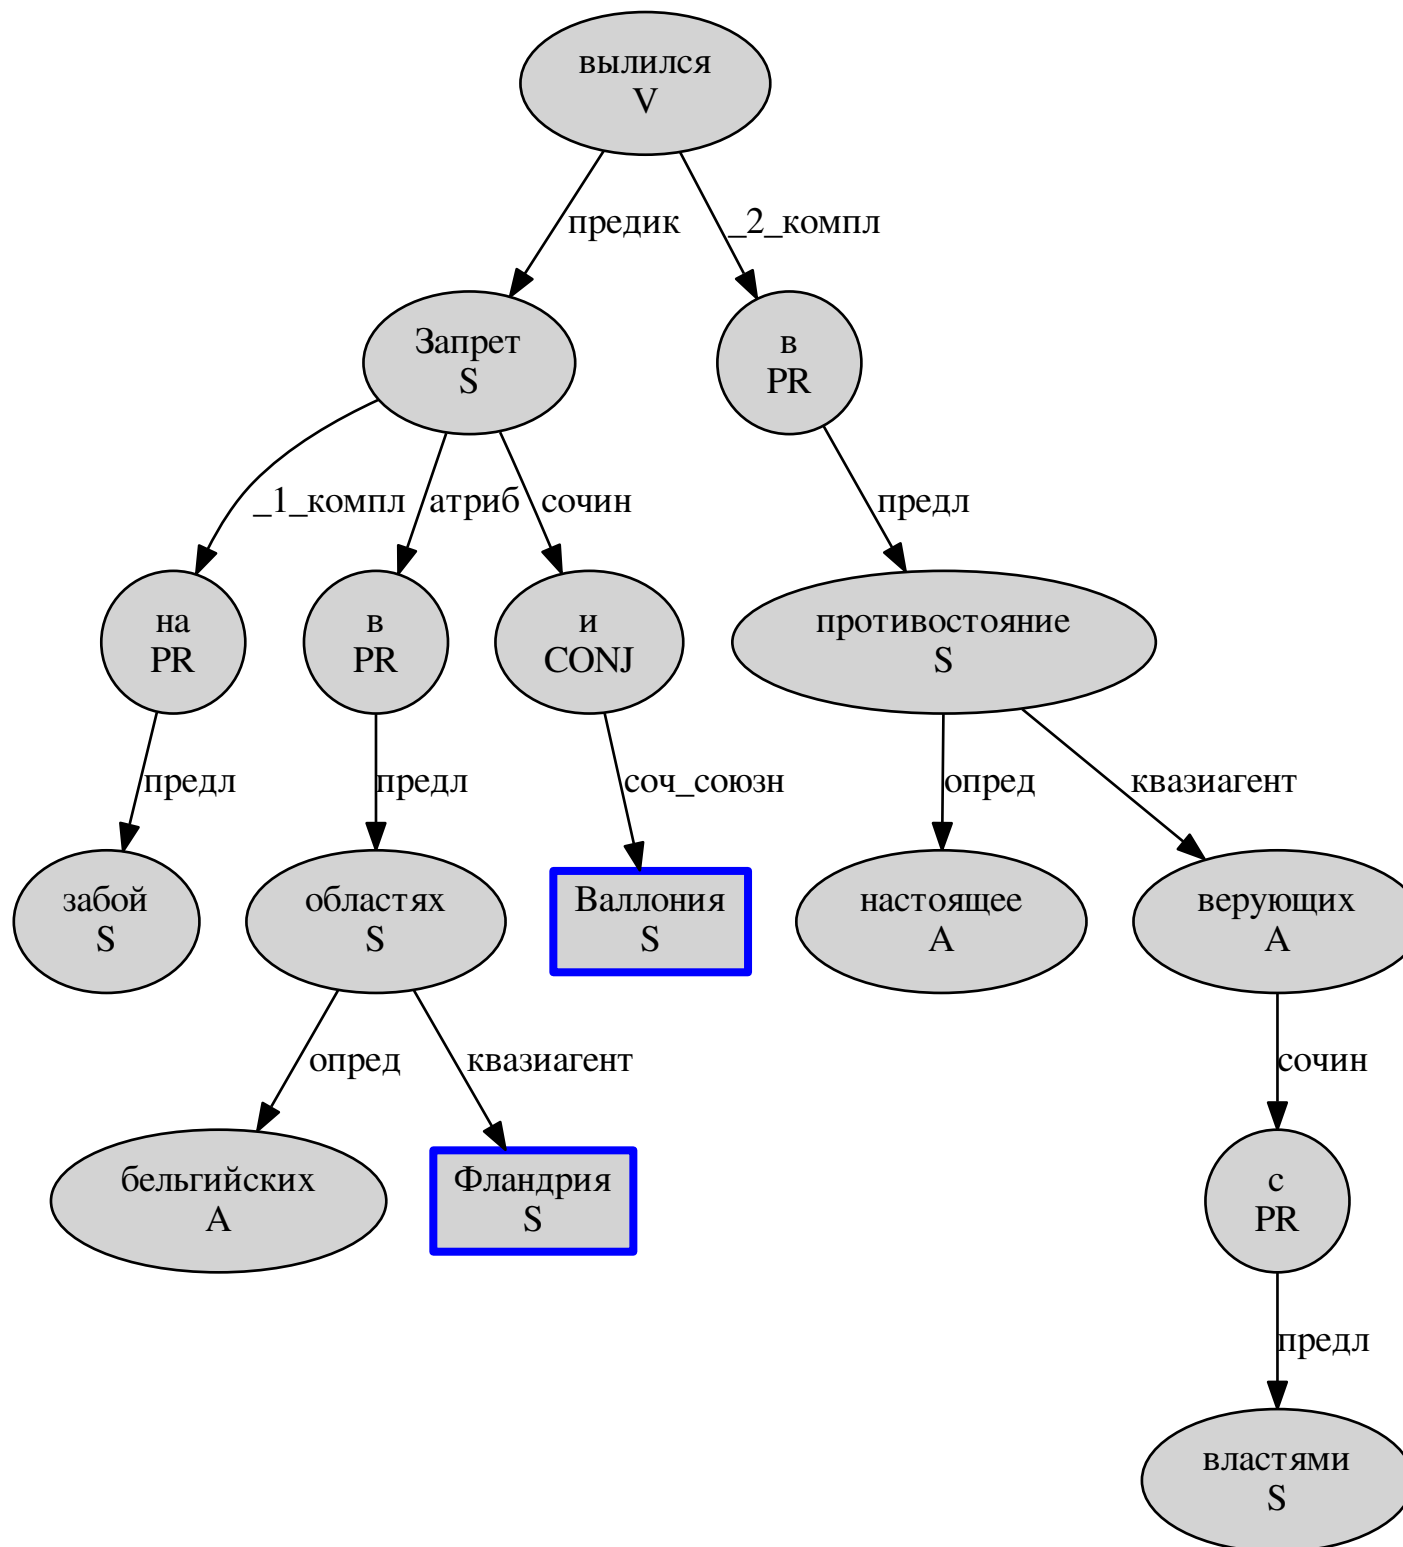 вылился
V
предик
_2_компл
Запрет
S
в
PR
_1_компл
атриб
сочин
предл
на
PR
в
PR
и
CONJ
противостояние
S
предл
предл
соч_союзн
опред
квазиагент
забой
S
областях
S
Валлония
S
настоящее
A
верующих
A
опред
квазиагент
сочин
бельгийских
A
Фландрия
S
с
PR
предл
властями
S